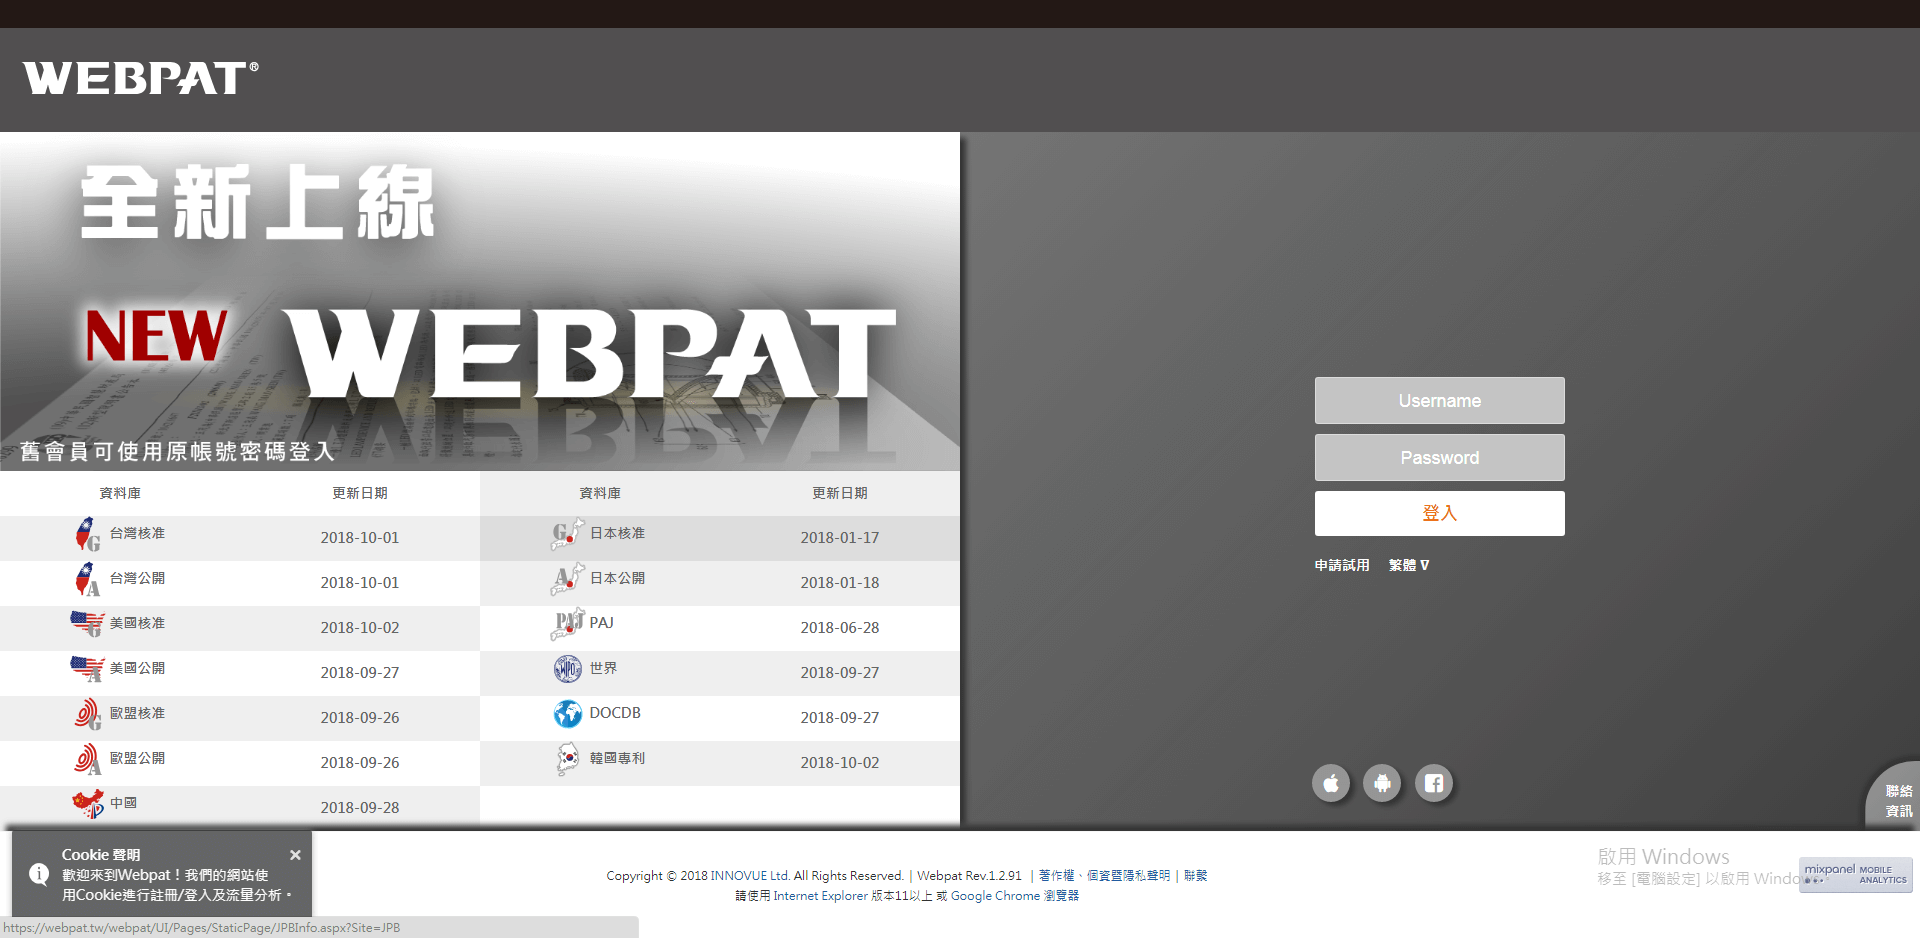 WEBPAT®
全新上線
NEW WEBPAT
舊會員可使用原帳號密碼登入
資料庫 更新日期 資料庫 更新日期
台灣核准 2018-10-01 日本核准 2018-01-17
台灣公開 2018-10-01 日本公開 2018-01-18
美國核准 2018-10-02 PAJ 2018-06-28
美國公開 2018-09-27 世界 2018-09-27
歐盟核准 2018-09-26 DOCDB 2018-09-27
歐盟公開 2018-09-26 韓國專利 2018-10-02
中國 2018-09-28
Username
Password
登入
申請試用 繁體 ∇
聯絡
資訊
Cookie 聲明 ×
歡迎來到Webpat！我們的網站使
用Cookie進行註冊/登入及流量分析。
Copyright © 2018 INNOVUE Ltd. All Rights Reserved. | Webpat Rev.1.2.91 | 著作權、個資暨隱私聲明 | 聯繫
請使用 Internet Explorer 版本11以上 或 Google Chrome 瀏覽器
啟用 Windows
移至 [電腦設定] 以啟用
mixpanel MOBILE
ANALYTICS
https://webpat.tw/webpat/UI/Pages/StaticPage/JPBInfo.aspx?Site=JPB